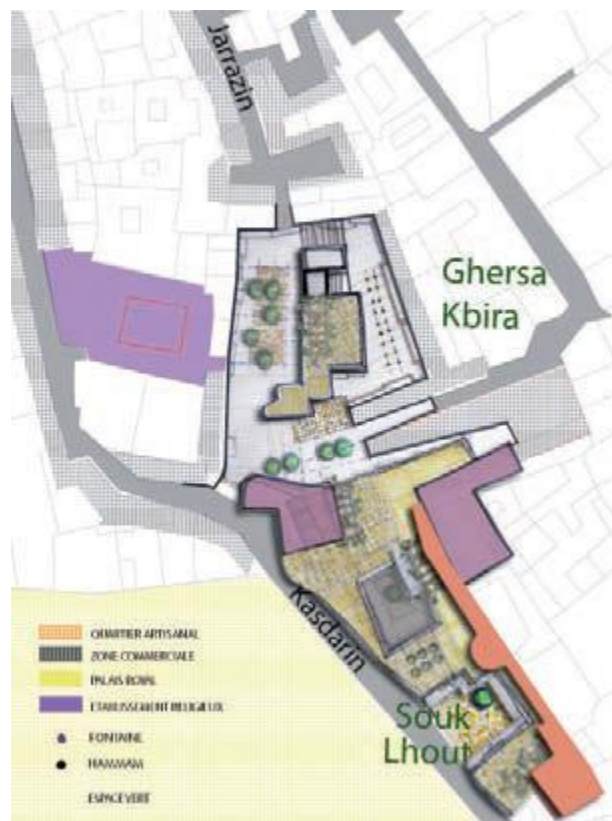 Jarrazin
Ghersa
Kbira
Kasdarin
Souk
Lhout
QUARTIER ARTISANAL
ZONE COMMERCIALE
PALAIS ROYAL
ETABLISSEMENT RELIGIEUX
FONTAINE
HAMMAM
ESPACE VERT